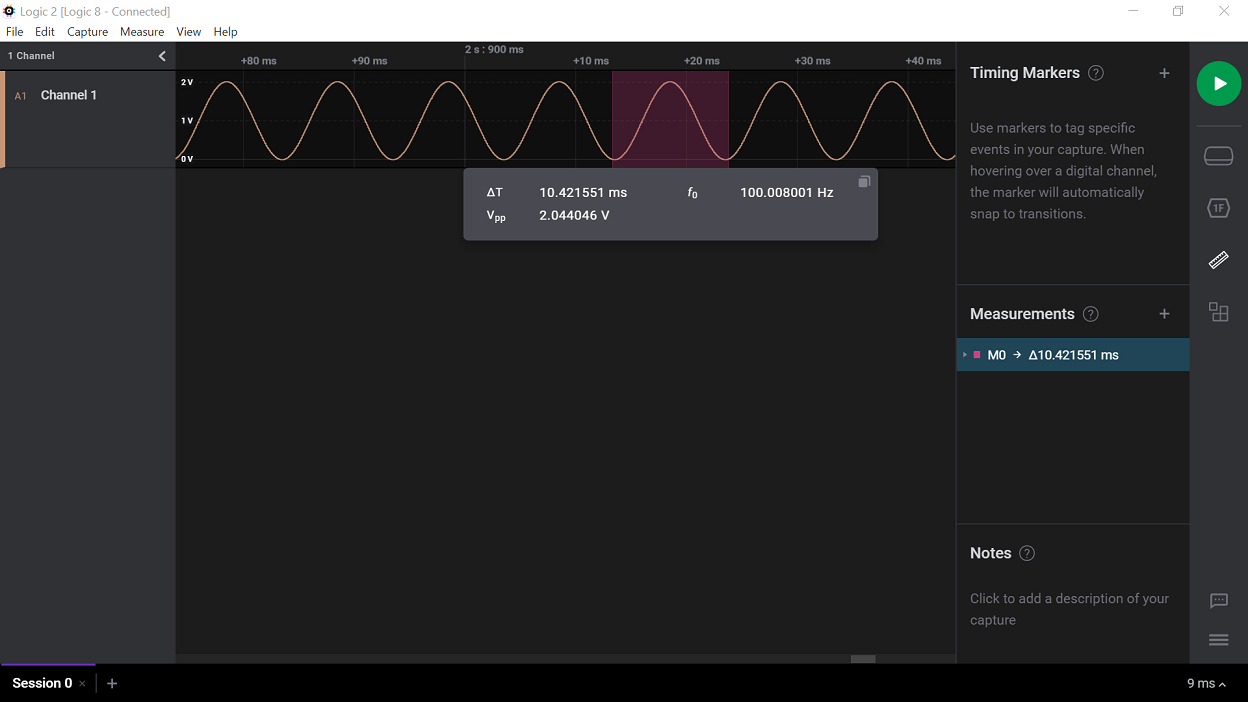 Logic 2 [Logic 8 - Connected]
File Edit Capture Measure View Help
1 Channel
2 s : 900 ms
+80 ms +90 ms +10 ms +20 ms +30 ms +40 ms
A1 Channel 1
2 V
1 V
0 V
ΔT 10.421551 ms f0 100.008001 Hz
Vpp 2.044046 V
Timing Markers ? +
Use markers to tag specific
events in your capture. When
hovering over a digital channel,
the marker will automatically
snap to transitions.
Measurements ? +
M0 → Δ10.421551 ms
Notes ?
Click to add a description of your
capture
1F
Session 0 × +
9 ms